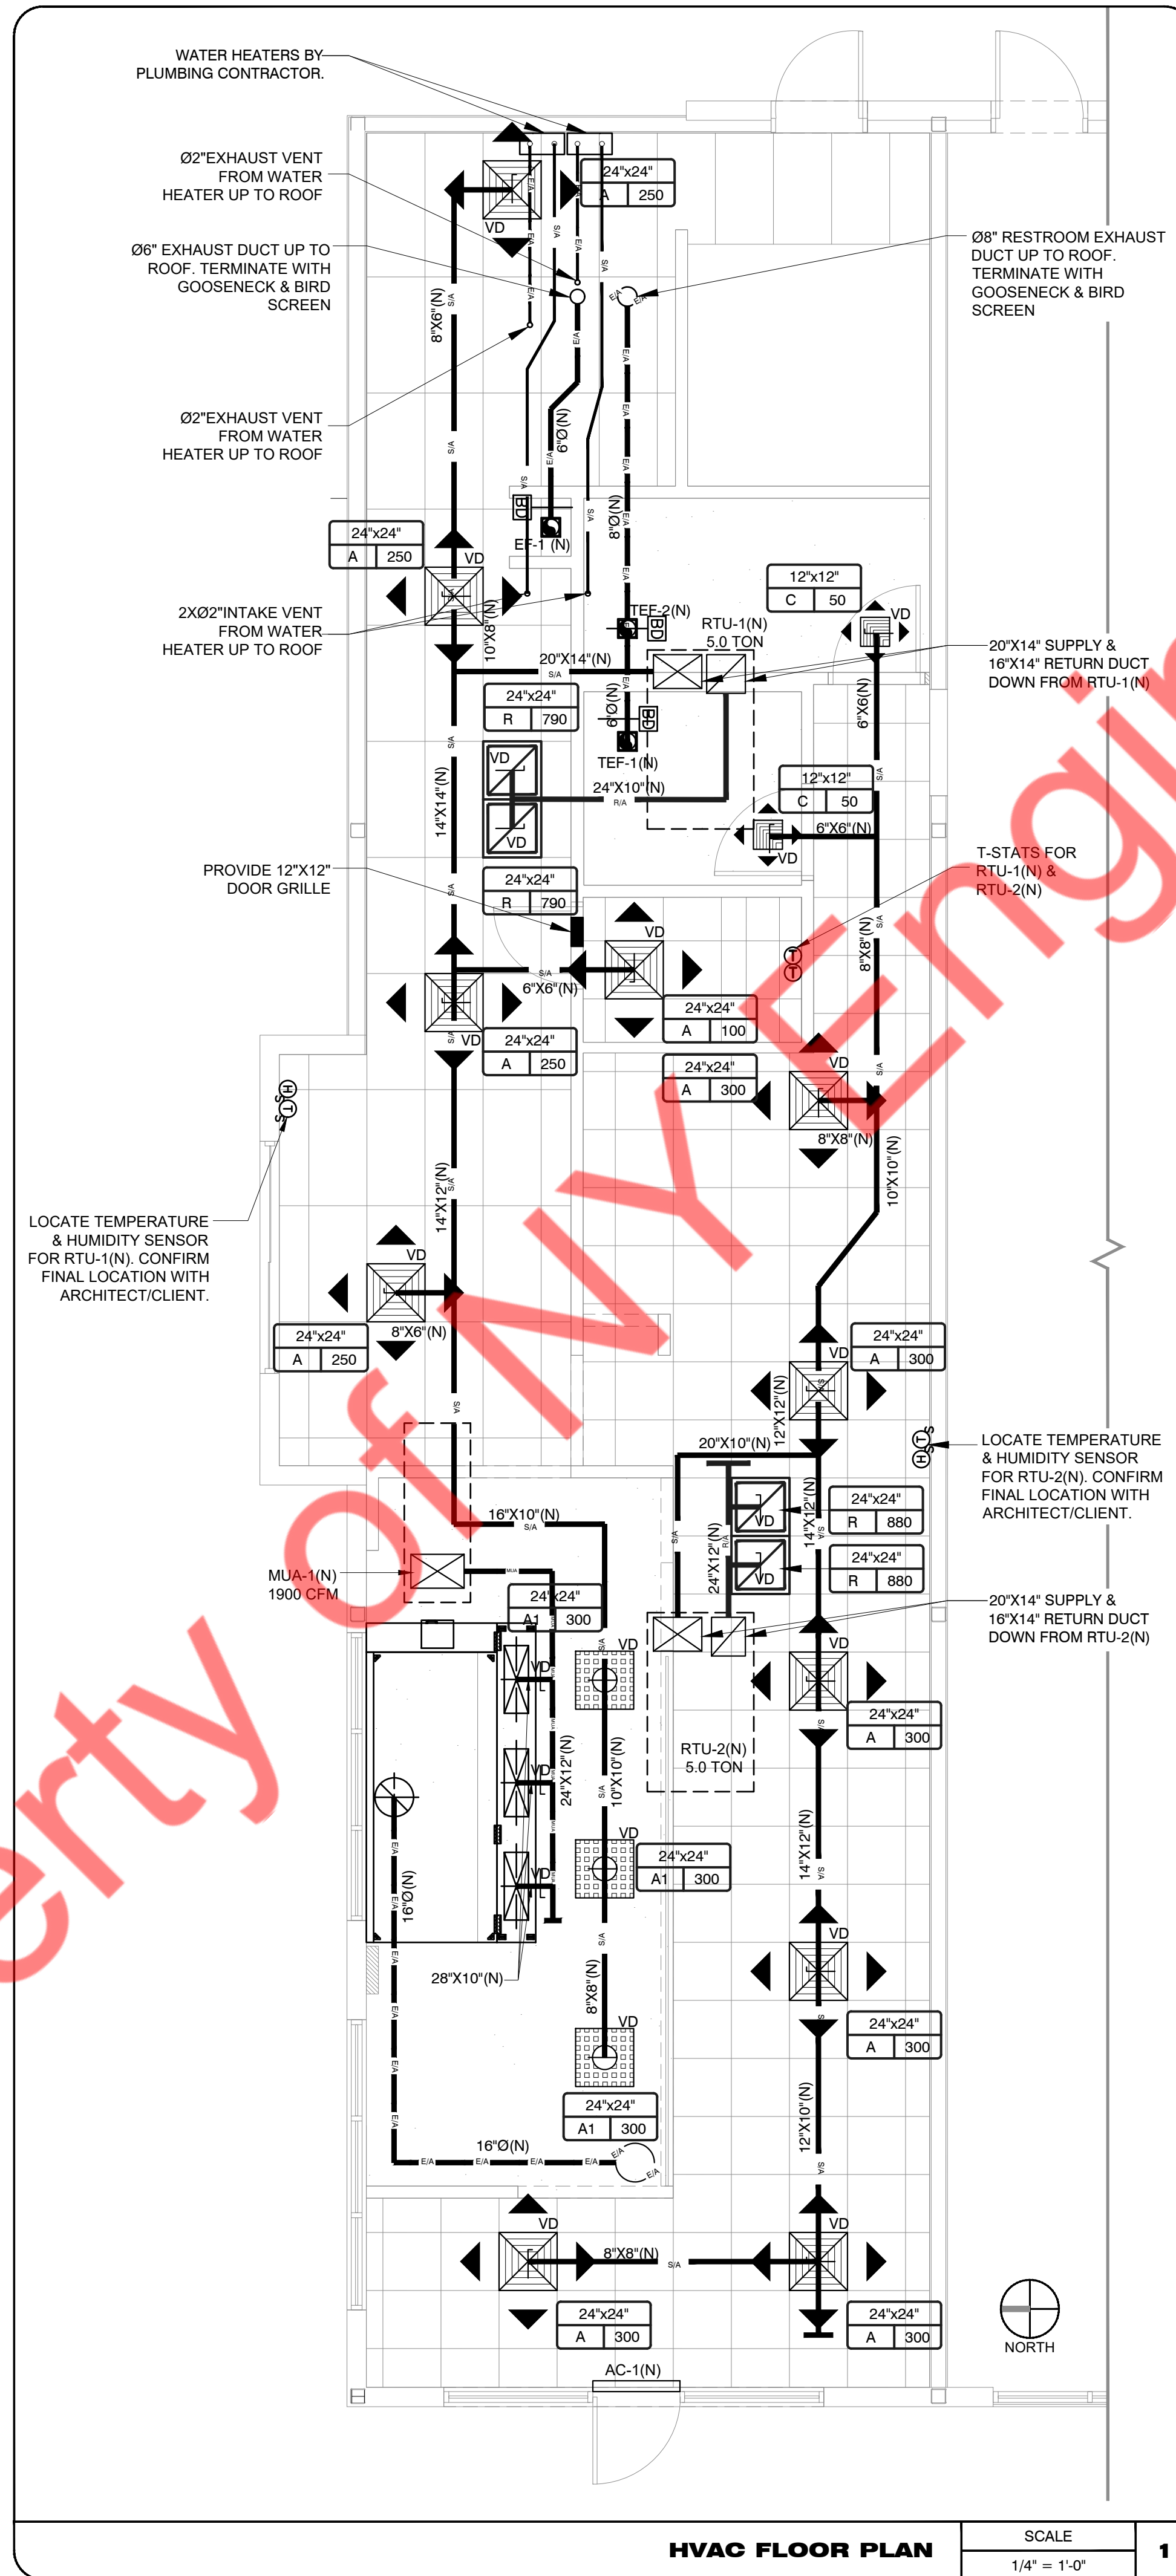 WATER HEATERS BY
PLUMBING CONTRACTOR.
Ø2"EXHAUST VENT
FROM WATER
HEATER UP TO ROOF
24"x24"
A 250
VD
Ø6" EXHAUST DUCT UP TO
ROOF. TERMINATE WITH
GOOSENECK & BIRD
SCREEN
Ø8" RESTROOM EXHAUST
DUCT UP TO ROOF.
TERMINATE WITH
GOOSENECK & BIRD
SCREEN
8"X6"(N)
Ø2"EXHAUST VENT
FROM WATER
HEATER UP TO ROOF
6"Ø(N)
8"Ø(N)
BD
EF-1 (N)
24"x24"
A 250
VD
12"x12"
C 50
VD
2XØ2"INTAKE VENT
FROM WATER
HEATER UP TO ROOF
10"X8"(N)
TEF-2(N)
BD
RTU-1(N)
5.0 TON
20"X14"(N)
S/A
20"X14" SUPPLY &
16"X14" RETURN DUCT
DOWN FROM RTU-1(N)
24"x24"
R 790
6"Ø(N)
BD
6"X6"(N)
TEF-1(N)
VD
VD
24"X10"(N)
R/A
14"X14"(N)
12"x12"
C 50
6"X6"(N)
VD
PROVIDE 12"X12"
DOOR GRILLE
24"x24"
R 790
T-STATS FOR
RTU-1(N) &
RTU-2(N)
T
T
VD
8"X8"(N)
S/A
6"X6"(N)
24"x24"
A 100
VD
24"x24"
A 250
24"x24"
A 300
VD
8"X8"(N)
10"X10"(N)
H
T
S
S
LOCATE TEMPERATURE
& HUMIDITY SENSOR
FOR RTU-1(N). CONFIRM
FINAL LOCATION WITH
ARCHITECT/CLIENT.
14"X12"(N)
VD
8"X6"(N)
24"x24"
A 250
24"x24"
A 300
VD
12"X12"(N)
20"X10"(N)
T
H
S
S
LOCATE TEMPERATURE
& HUMIDITY SENSOR
FOR RTU-2(N). CONFIRM
FINAL LOCATION WITH
ARCHITECT/CLIENT.
16"X10"(N)
S/A
24"X12"(N)
R/A
VD
VD
14"X12"(N)
24"x24"
R 880
24"x24"
R 880
MUA-1(N)
1900 CFM
MUA
24"x24"
A1 300
20"X14" SUPPLY &
16"X14" RETURN DUCT
DOWN FROM RTU-2(N)
VD
VD
VD
24"x24"
A 300
RTU-2(N)
5.0 TON
24"X12"(N)
10"X10"(N)
VD
VD
VD
24"x24"
A1 300
14"X12"(N)
16"Ø(N)
28"X10"(N)
8"X8"(N)
VD
VD
24"x24"
A 300
24"x24"
A1 300
12"X10"(N)
16"Ø(N)
E/A E/A E/A E/A
VD
8"X8"(N)
S/A
VD
24"x24"
A 300
24"x24"
A 300
AC-1(N)
NORTH
erty of NY Engin
HVAC FLOOR PLAN
SCALE
1/4" = 1'-0"
1